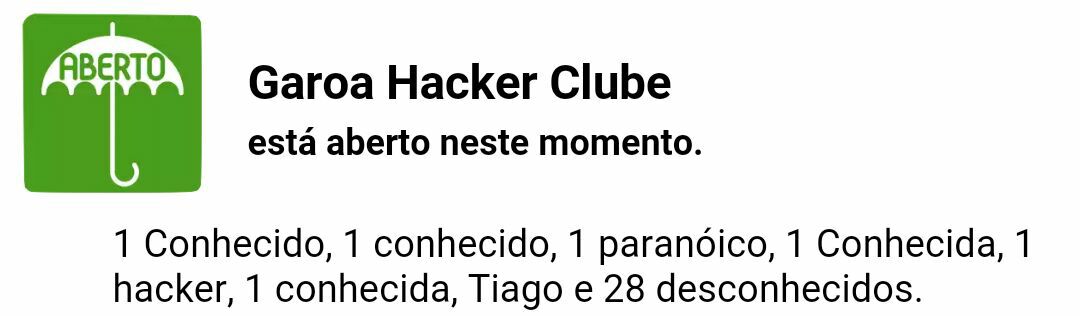 ABERTO
Garoa Hacker Clube
está aberto neste momento.
1 Conhecido, 1 conhecido, 1 paranóico, 1 Conhecida, 1
hacker, 1 conhecida, Tiago e 28 desconhecidos.